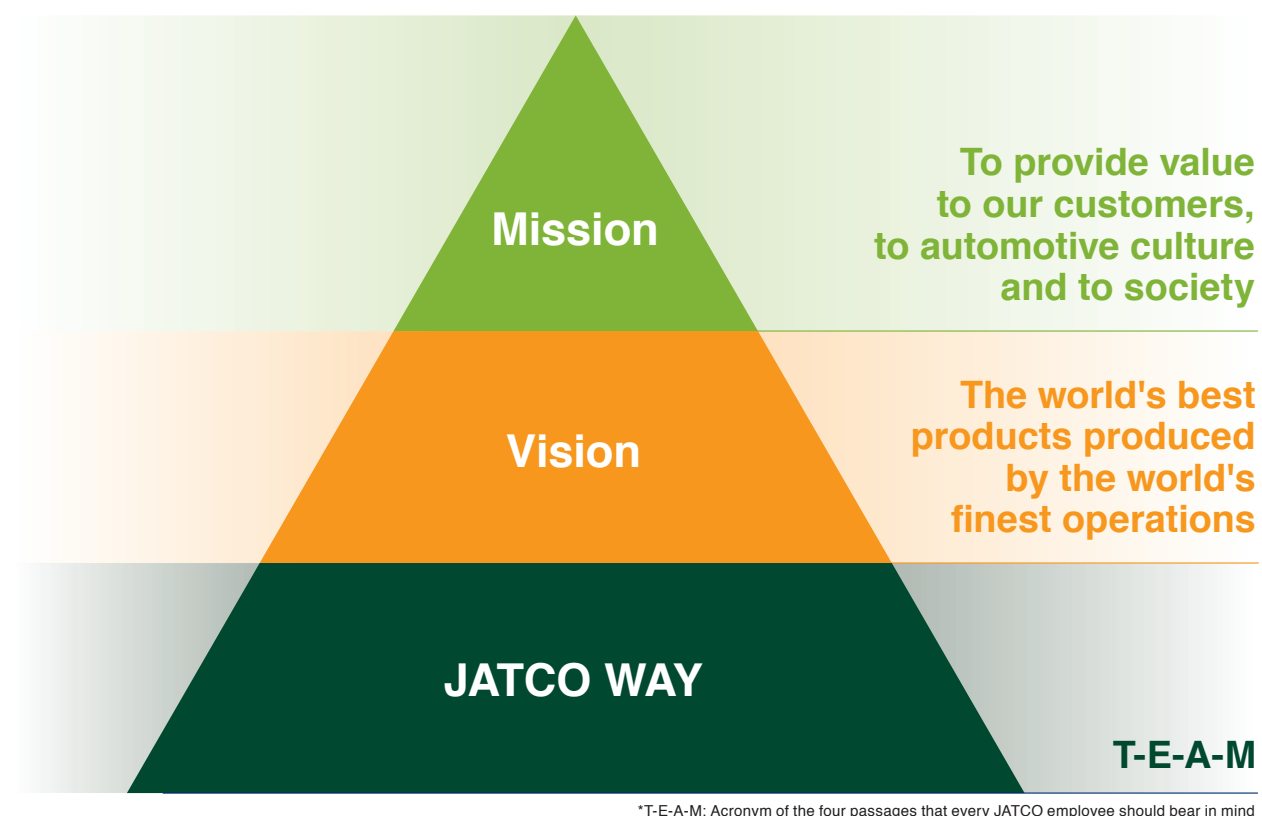 Mission
To provide value
to our customers,
to automotive culture
and to society
Vision
The world's best
products produced
by the world's
finest operations
JATCO WAY
T-E-A-M
*T-E-A-M: Acronym of the four passages that every JATCO employee should bear in mind